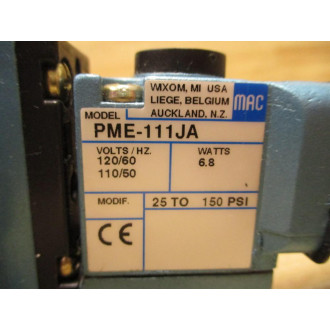 WIXOM, MI USA
LIEGE, BELGIUM
AUCKLAND, N.Z.
MAC
MODEL
PME-111JA
VOLTS/HZ.
WATTS
120/60
6.8
110/50
MODIF.
25 TO 150 PSI
CE